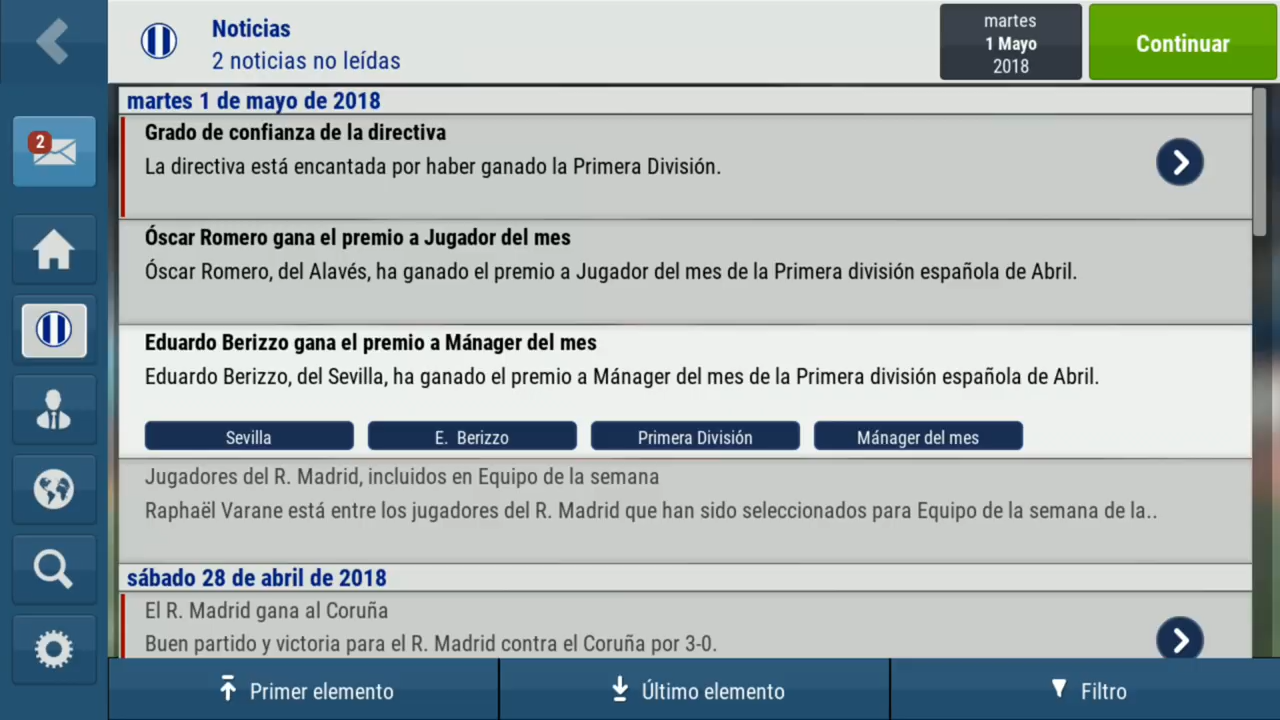 Noticias
2 noticias no leídas
martes
1 Mayo
2018
Continuar
2
martes 1 de mayo de 2018
Grado de confianza de la directiva
La directiva está encantada por haber ganado la Primera División.
Óscar Romero gana el premio a Jugador del mes
Óscar Romero, del Alavés, ha ganado el premio a Jugador del mes de la Primera división española de Abril.
Eduardo Berizzo gana el premio a Mánager del mes
Eduardo Berizzo, del Sevilla, ha ganado el premio a Mánager del mes de la Primera división española de Abril.
Sevilla
E. Berizzo
Primera División
Mánager del mes
Jugadores del R. Madrid, incluidos en Equipo de la semana
Raphaël Varane está entre los jugadores del R. Madrid que han sido seleccionados para Equipo de la semana de la..
sábado 28 de abril de 2018
El R. Madrid gana al Coruña
Buen partido y victoria para el R. Madrid contra el Coruña por 3-0.
Primer elemento
Último elemento
Filtro